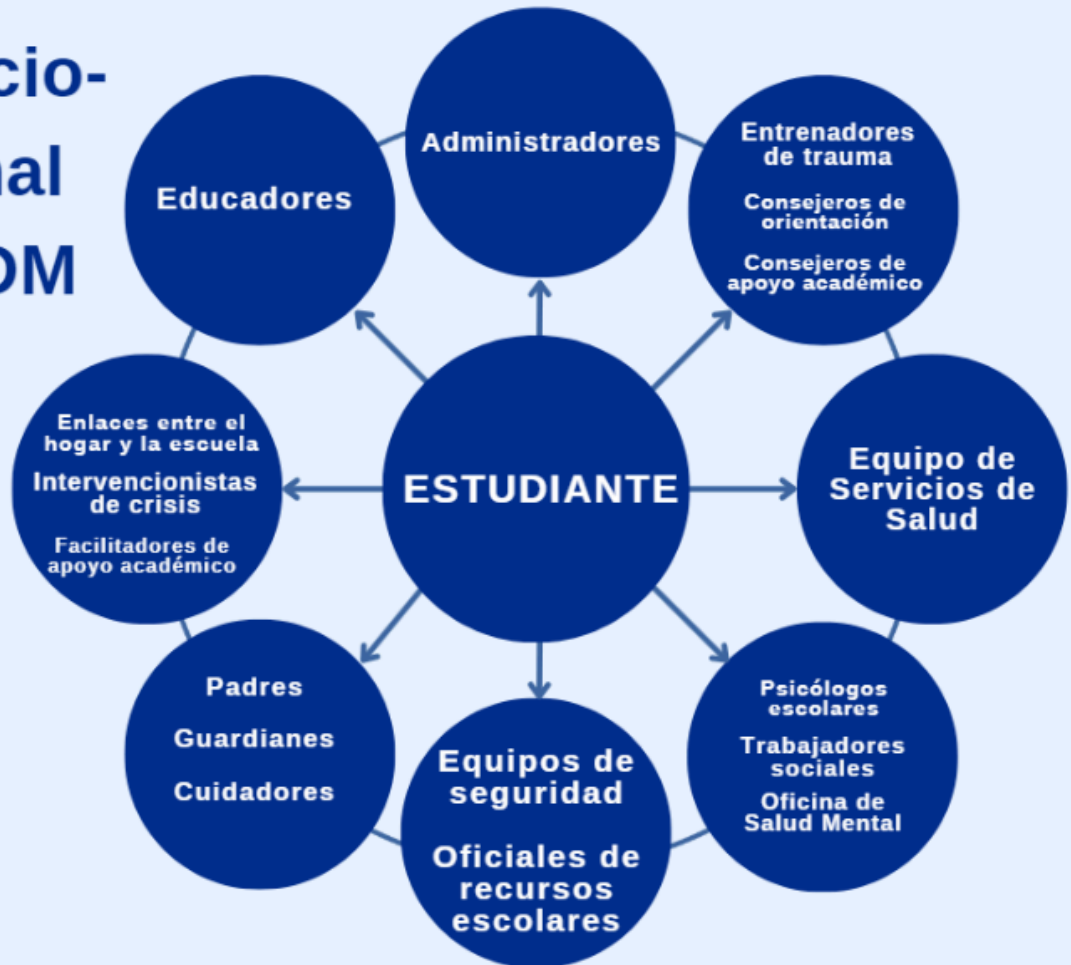 cio-
nal
DM
Administradores
Educadores
Entrenadores
de trauma
Consejeros de
orientación
Consejeros de
apoyo académico
Enlaces entre el
hogar y la escuela
Intervencionistas
de crisis
Facilitadores de
apoyo académico
ESTUDIANTE
Equipo de
Servicios de
Salud
Padres
Guardianes
Cuidadores
Equipos de
seguridad
Oficiales de
recursos
escolares
Psicólogos
escolares
Trabajadores
sociales
Oficina de
Salud Mental